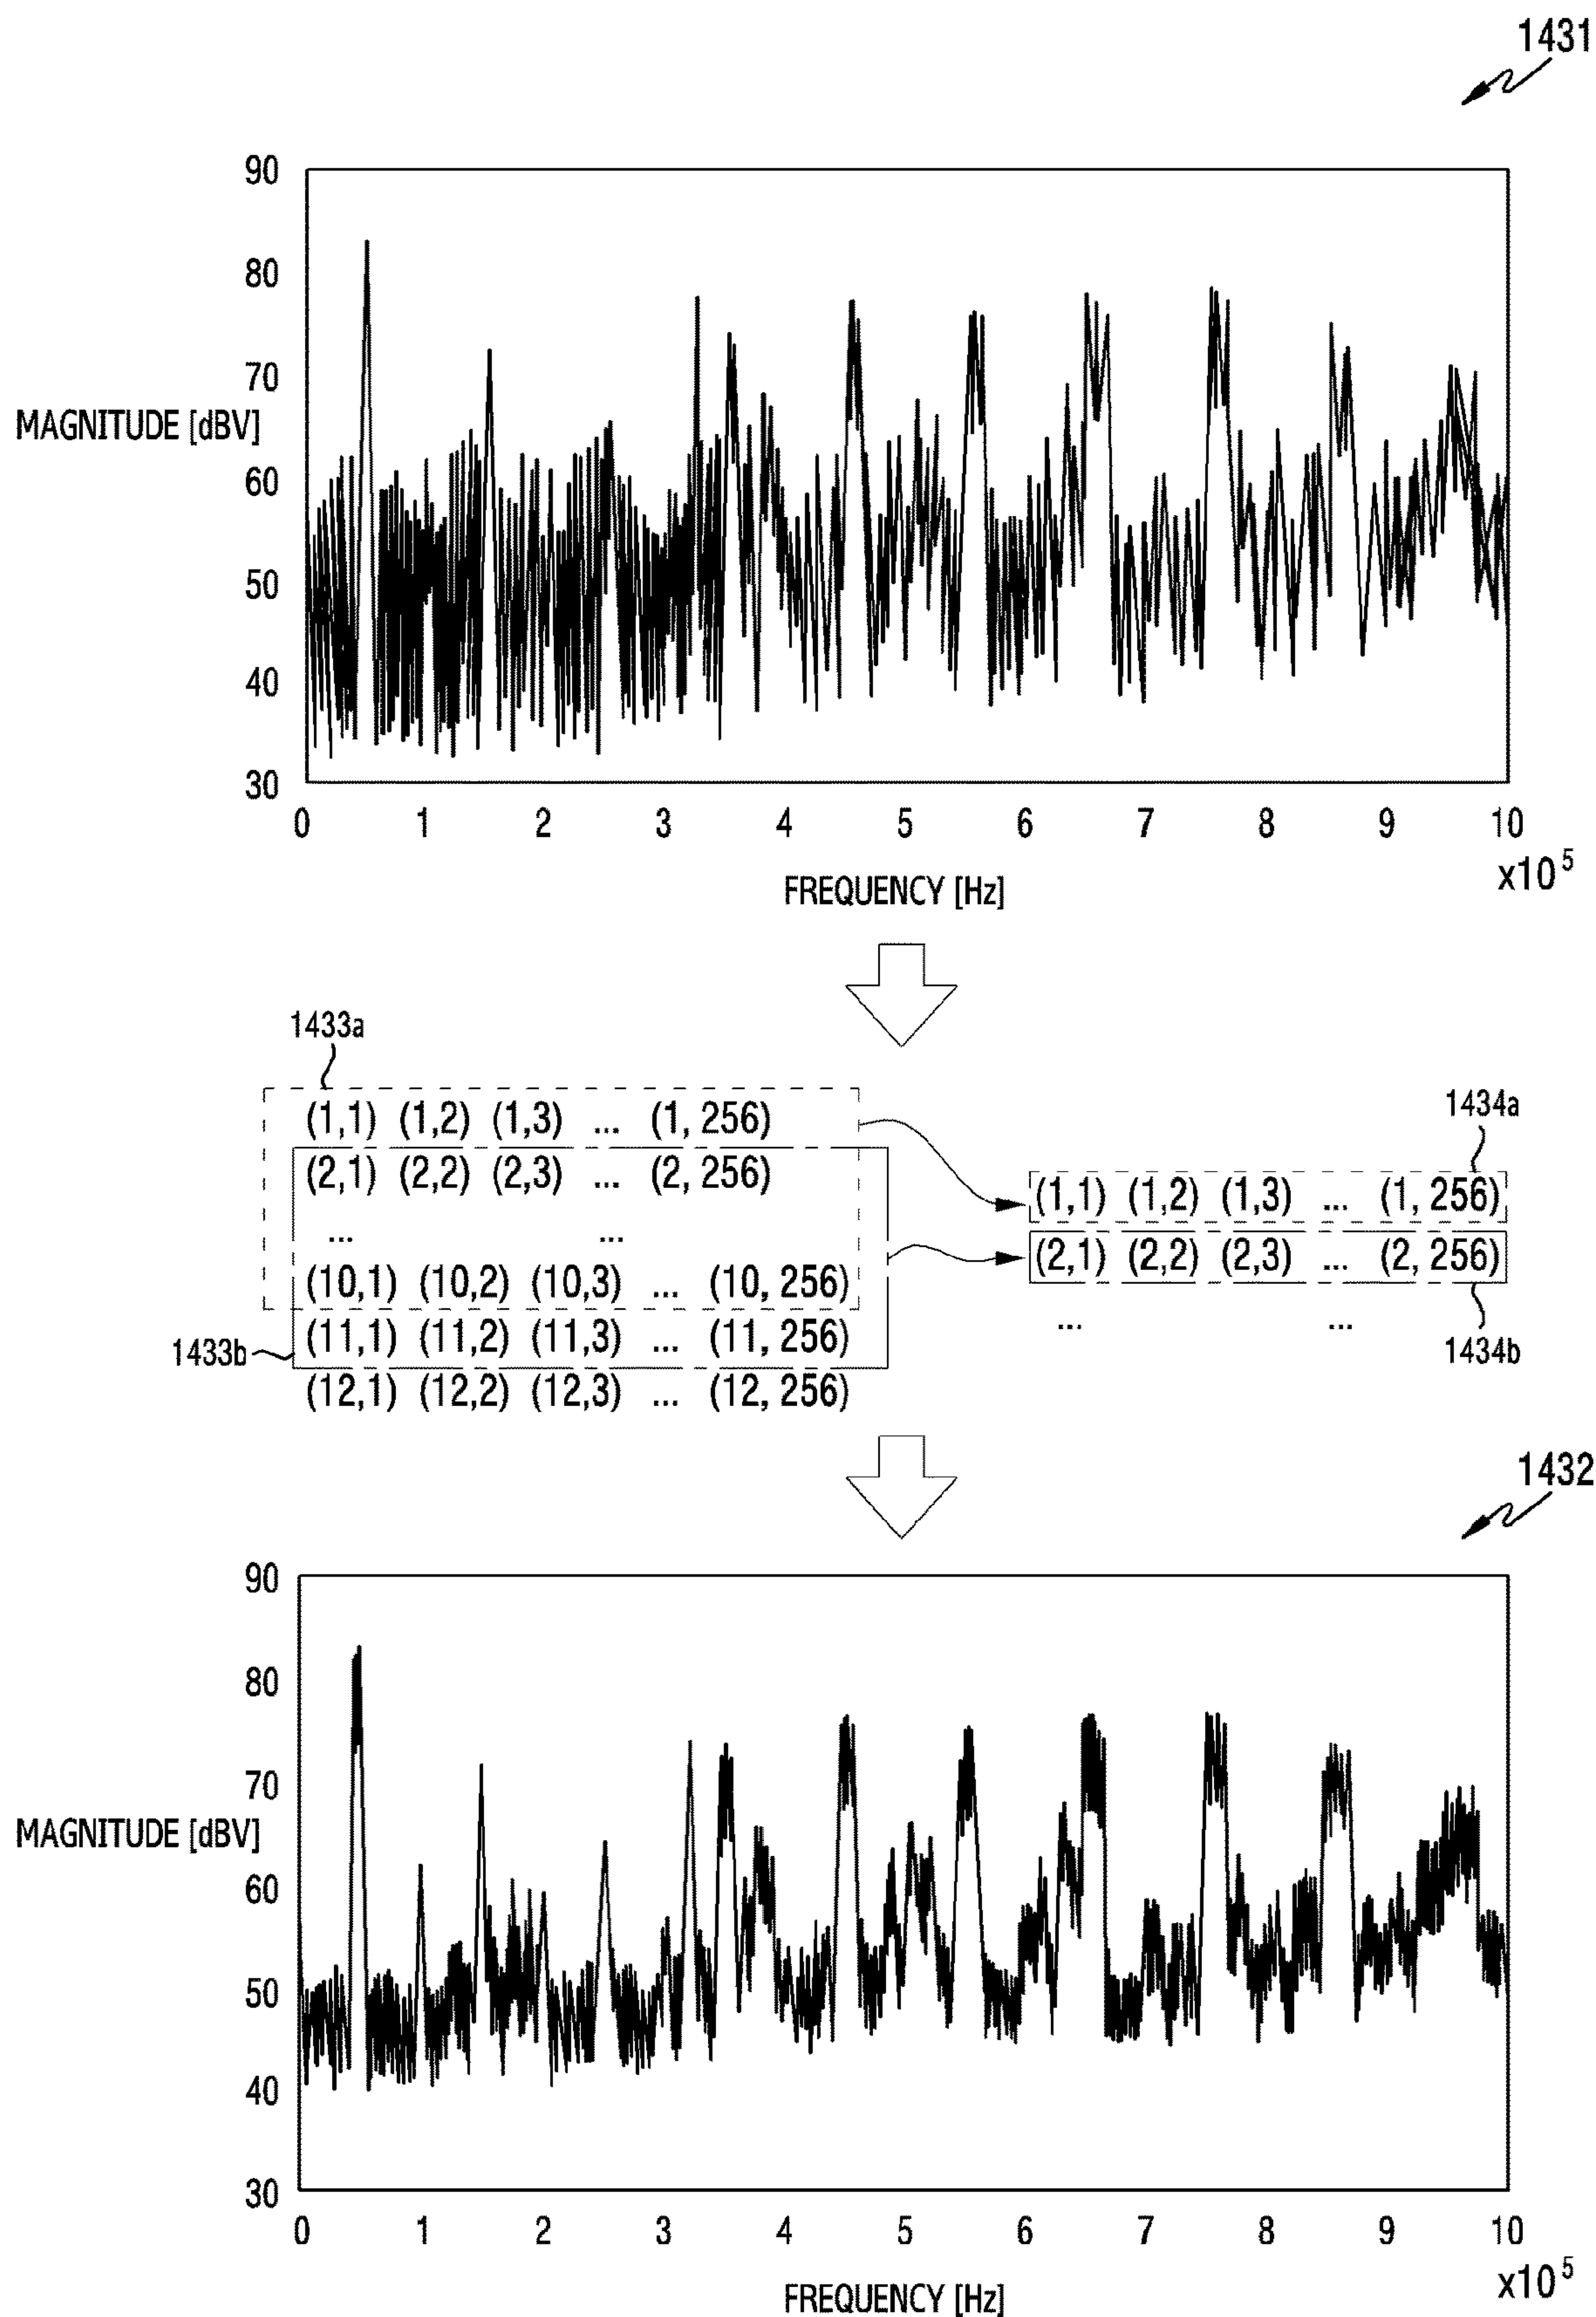 1431
90
80
70
MAGNITUDE [dBV]
60
50
40
30
0 1 2 3 4 5 6 7 8 9 10
x10 5
FREQUENCY [Hz]
1433a
(1,1) (1,2) (1,3) ... (1, 256)
(2,1) (2,2) (2,3) ... (2, 256)
... ...
(10,1) (10,2) (10,3) ... (10, 256)
1433b
(11,1) (11,2) (11,3) ... (11, 256)
(12,1) (12,2) (12,3) ... (12, 256)
1434a
(1,1) (1,2) (1,3) ... (1, 256)
(2,1) (2,2) (2,3) ... (2, 256)
... ...
1434b
1432
90
80
70
MAGNITUDE [dBV]
60
50
40
30
0 1 2 3 4 5 6 7 8 9 10
x10 5
FREQUENCY [Hz]